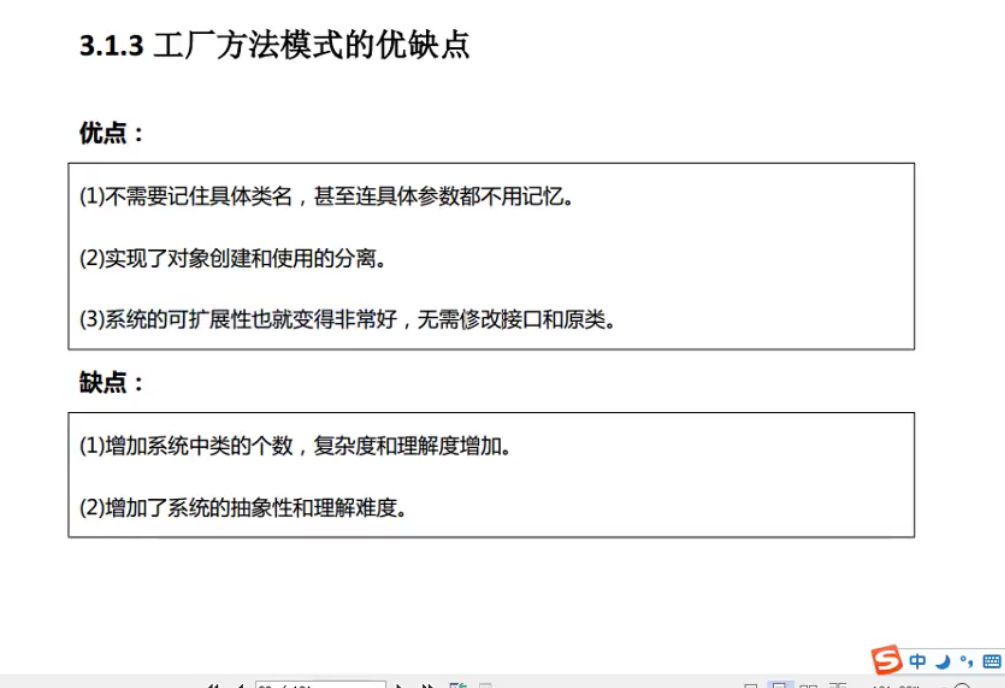 3.1.3 工厂方法模式的优缺点
优点：
(1)不需要记住具体类名，甚至连具体参数都不用记忆。
(2)实现了对象创建和使用的分离。
(3)系统的可扩展性也就变得非常好，无需修改接口和原类。
缺点：
(1)增加系统中类的个数，复杂度和理解度增加。
(2)增加了系统的抽象性和理解难度。
S 中